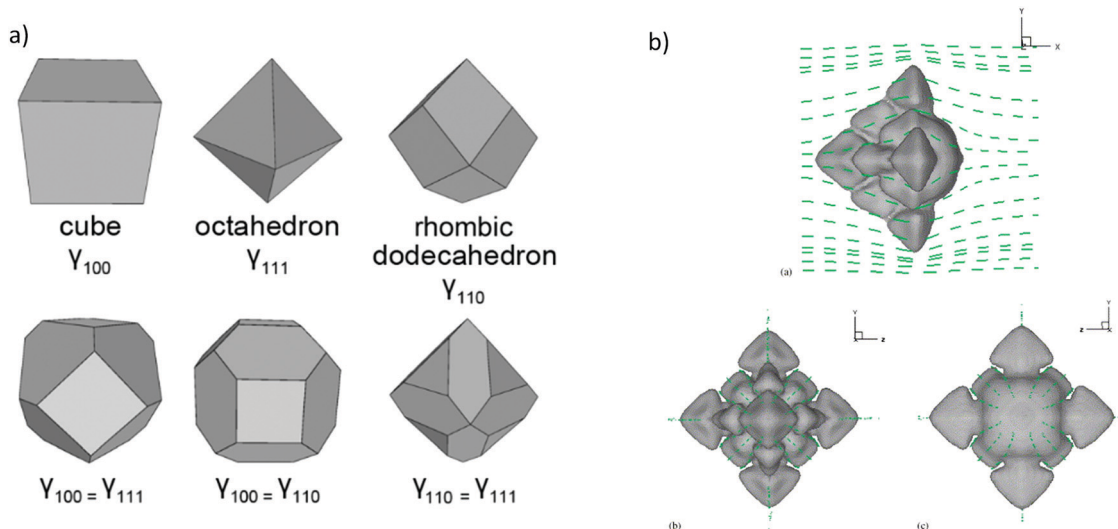 a)
cube
γ100
octahedron
γ111
rhombic
dodecahedron
γ110
γ100 = γ111
γ100 = γ110
γ110 = γ111
b)
Y
Z
X
(a)
Y
X
Z
(b)
Y
Z
X
(c)